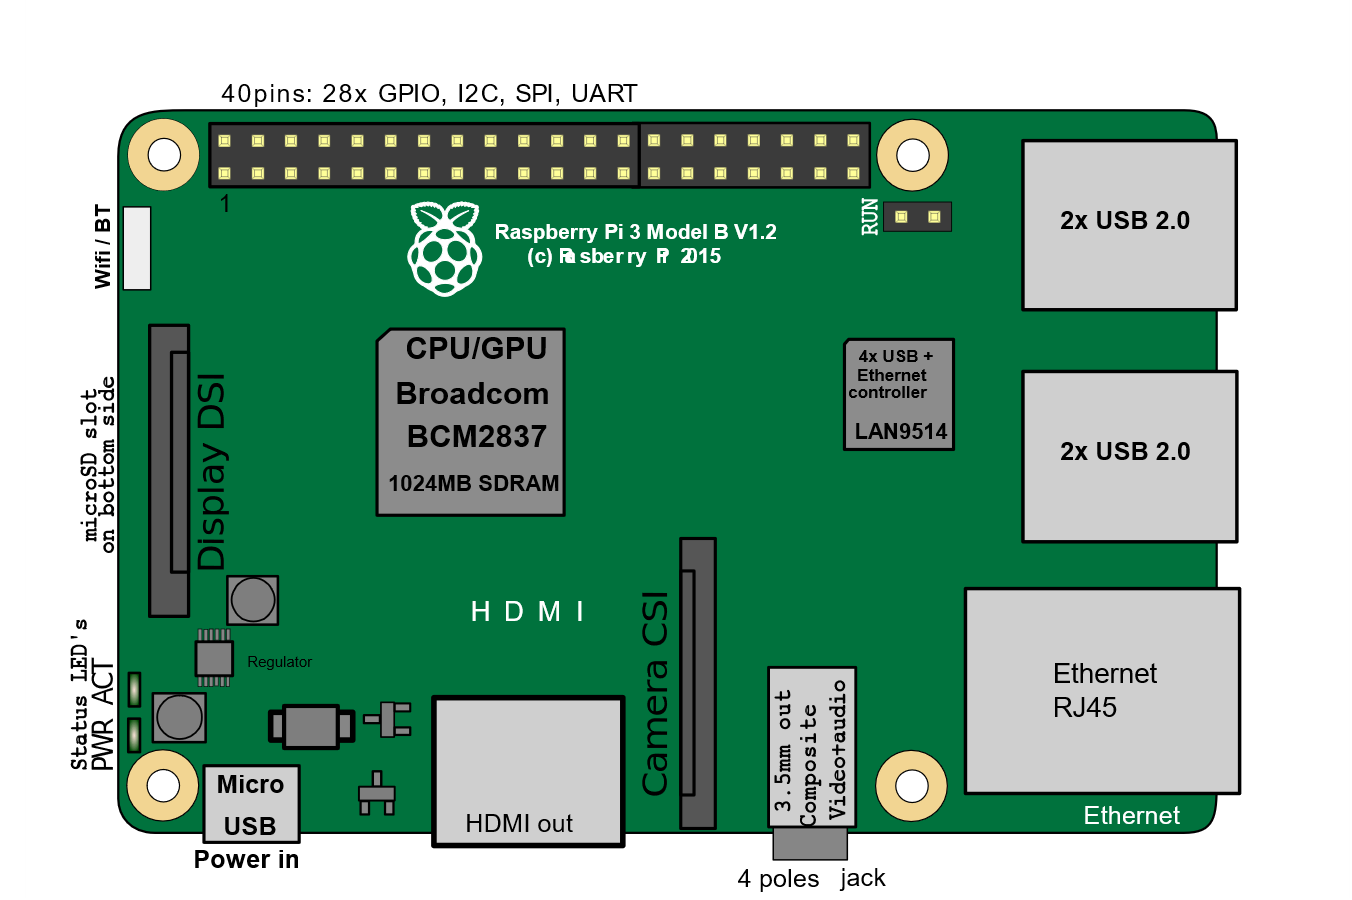 40pins: 28x GPIO, I2C, SPI, UART
1
Wifi / BT
Raspberry Pi 3 Model B V1.2
(c) Raspberry Pi 2015
RUN
2x USB 2.0
CPU/GPU
Broadcom
BCM2837
1024MB SDRAM
4x USB +
Ethernet
controller
LAN9514
2x USB 2.0
microSD slot
on bottom side
Display DSI
HDMI
Camera CSI
Regulator
Status LED's
PWR ACT
Ethernet
RJ45
3.5mm out
Composite
Video+audio
Micro
USB
Power in
HDMI out
Ethernet
4 poles jack